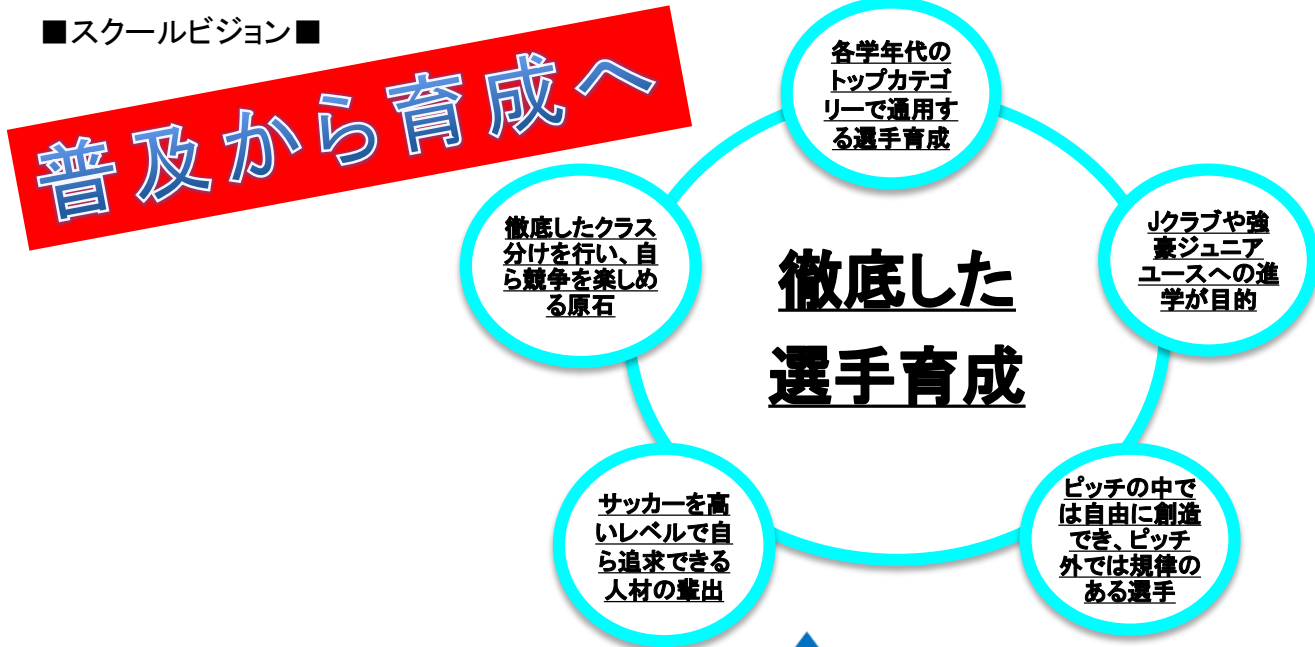 ■スクールビジョン■
普及から育成へ
各学年代の
トップカテゴ
リーで通用す
る選手育成
Jクラブや強
豪ジュニア
ユースへの進
学が目的
ピッチの中で
は自由に創造
でき、ピッチ
外では規律の
ある選手
サッカーを高
いレベルで自
ら追求できる
人材の輩出
徹底したクラス
分けを行い、自
ら競争を楽しめ
る原石
徹底した
選手育成